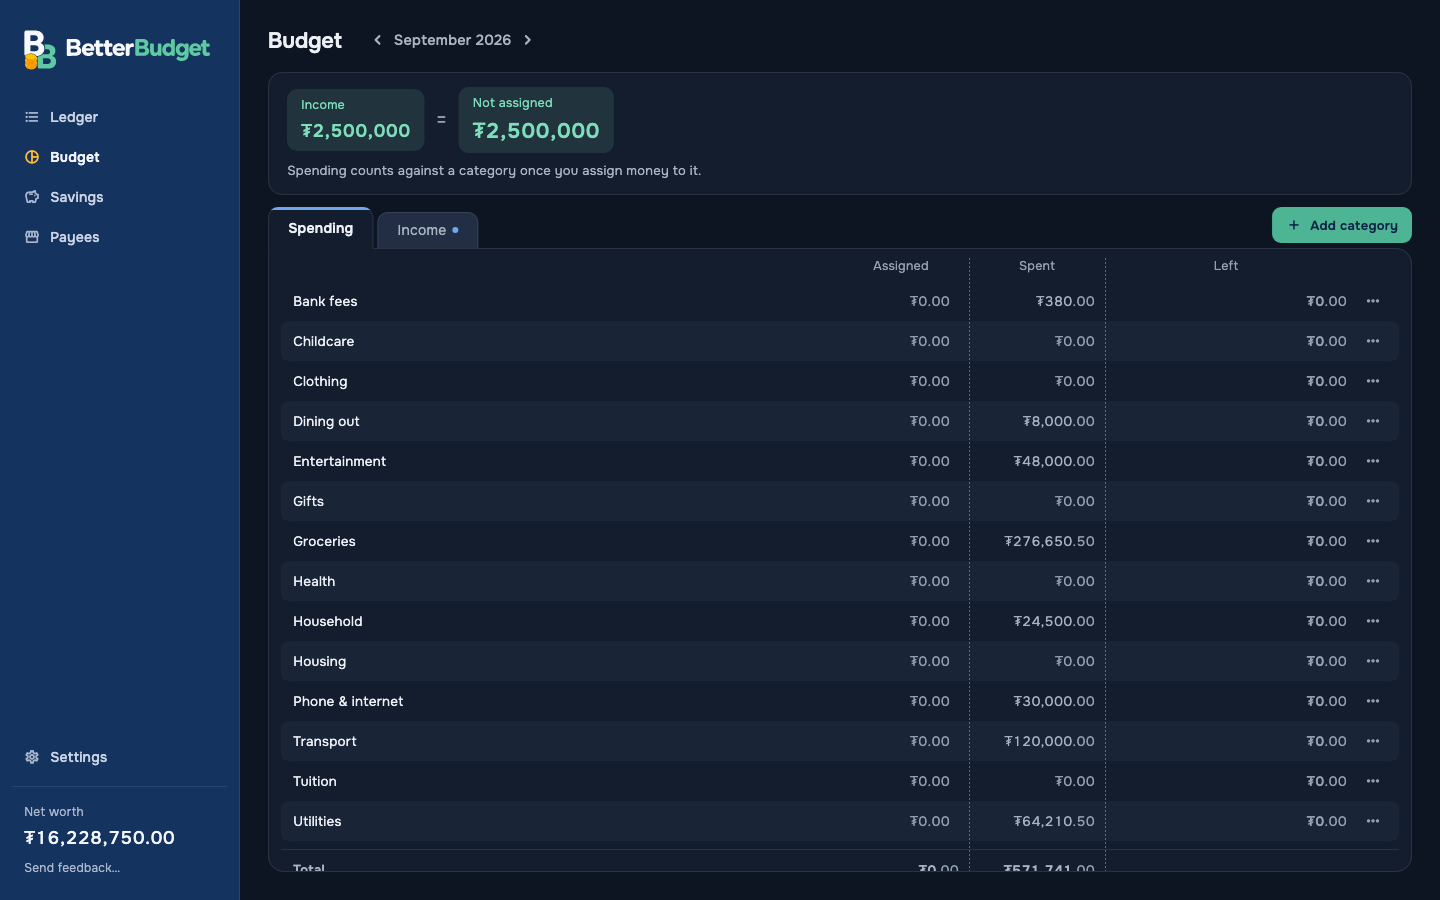 BB BetterBudget
Ledger
Budget
Savings
Payees
Settings
Net worth
₮16,228,750.00
Send feedback...
Budget
September 2026
Income
₮2,500,000
=
Not assigned
₮2,500,000
Spending counts against a category once you assign money to it.
Spending
Income
+ Add category
Assigned Spent Left
Bank fees ₮0.00 ₮380.00 ₮0.00
Childcare ₮0.00 ₮0.00 ₮0.00
Clothing ₮0.00 ₮0.00 ₮0.00
Dining out ₮0.00 ₮8,000.00 ₮0.00
Entertainment ₮0.00 ₮48,000.00 ₮0.00
Gifts ₮0.00 ₮0.00 ₮0.00
Groceries ₮0.00 ₮276,650.50 ₮0.00
Health ₮0.00 ₮0.00 ₮0.00
Household ₮0.00 ₮24,500.00 ₮0.00
Housing ₮0.00 ₮0.00 ₮0.00
Phone & internet ₮0.00 ₮30,000.00 ₮0.00
Transport ₮0.00 ₮120,000.00 ₮0.00
Tuition ₮0.00 ₮0.00 ₮0.00
Utilities ₮0.00 ₮64,210.50 ₮0.00
Total ₮0.00 ₮571,741.00